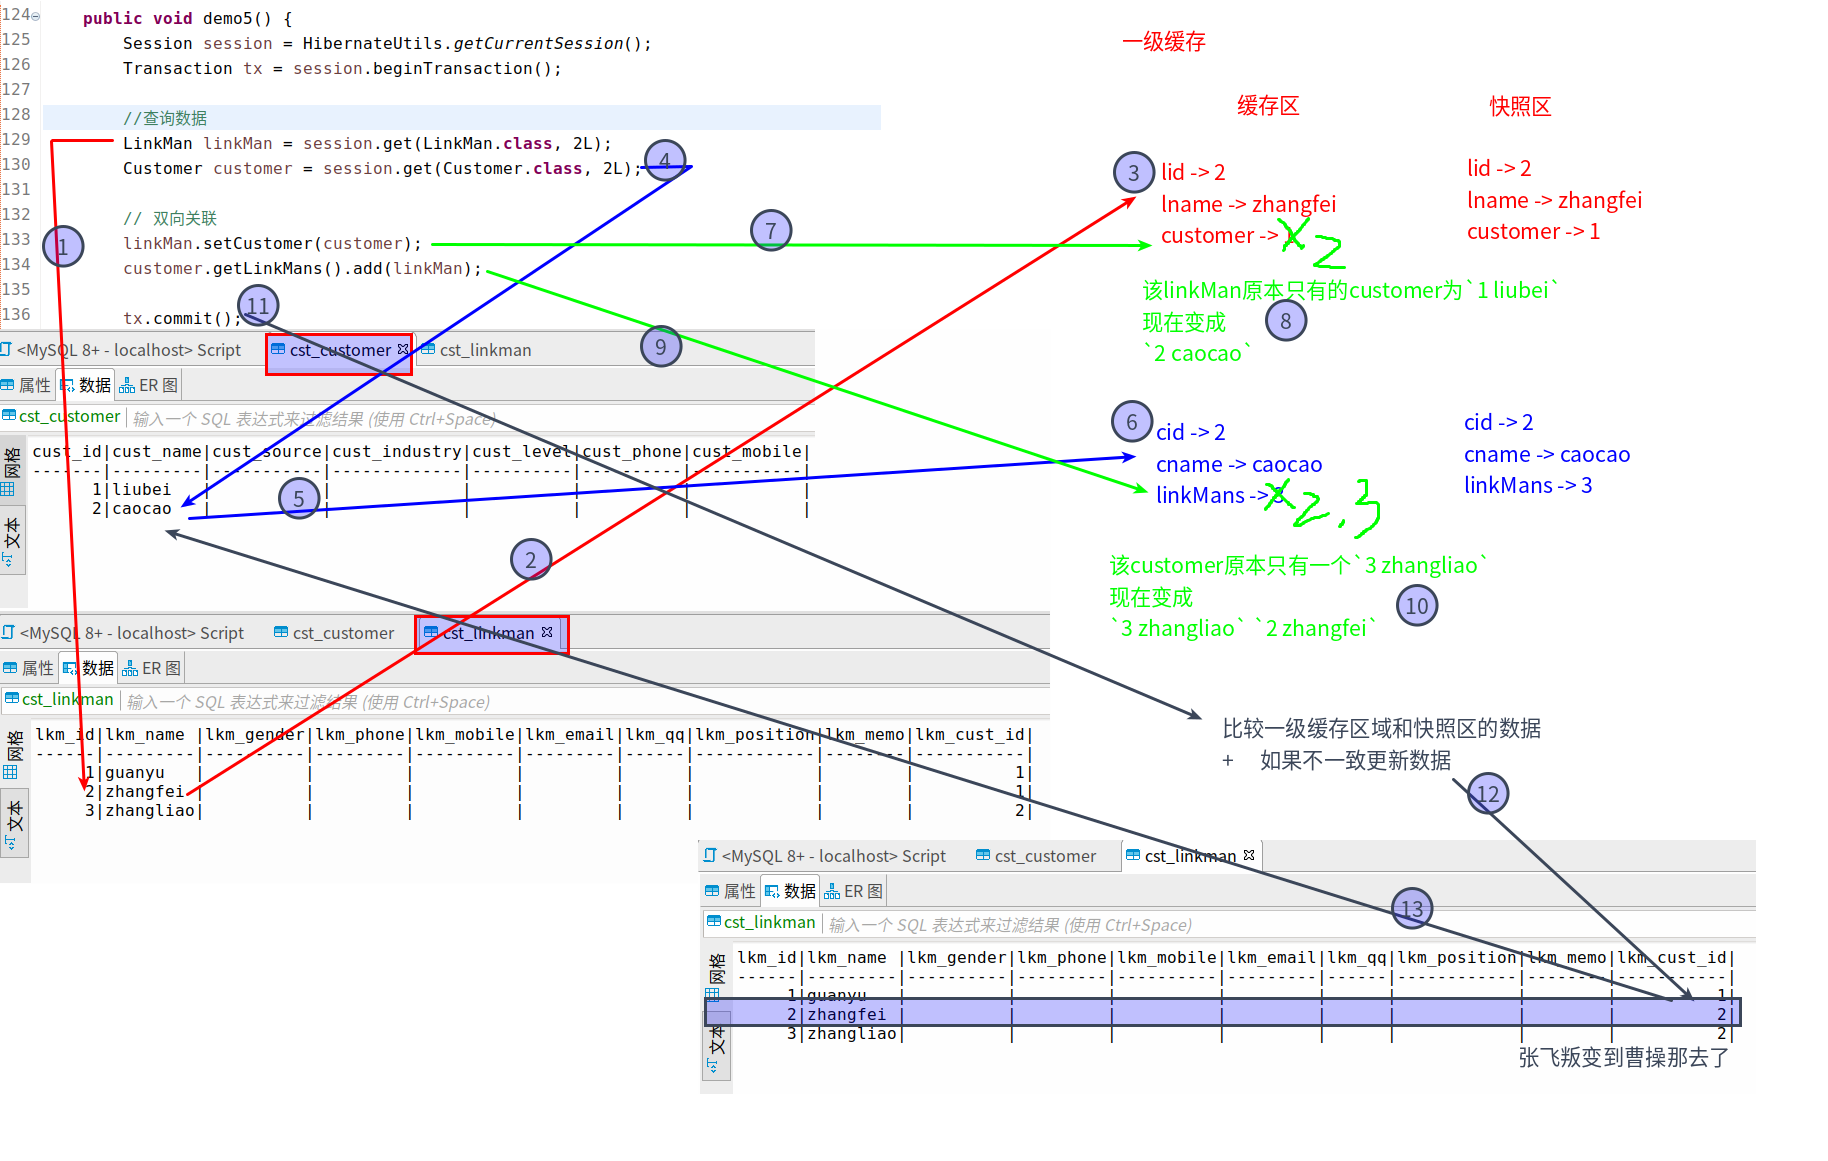 124 public void demo5() {
125 Session session = HibernateUtils.getCurrentSession();
126 Transaction tx = session.beginTransaction();
127
128 //查询数据
129 LinkMan linkMan = session.get(LinkMan.class, 2L);
130 Customer customer = session.get(Customer.class, 2L);
131
132 // 双向关联
133 linkMan.setCustomer(customer);
134 customer.getLinkMans().add(linkMan);
135
136 tx.commit();
1
4
11
7
9
<MySQL 8+ - localhost> Script cst_customer cst_linkman
属性 数据 ER 图
cst_customer 输入一个 SQL 表达式来过滤结果 (使用 Ctrl+Space)
网格
文本
cust_id|cust_name|cust_source|cust_industry|cust_level|cust_phone|cust_mobile|
-------|---------|-----------|-------------|----------|----------|-----------|
1|liubei | | | | | |
2|caocao | | | | | |
5
2
<MySQL 8+ - localhost> Script cst_customer cst_linkman
属性 数据 ER 图
cst_linkman 输入一个 SQL 表达式来过滤结果 (使用 Ctrl+Space)
网格
文本
lkm_id|lkm_name |lkm_gender|lkm_phone|lkm_mobile|lkm_email|lkm_qq|lkm_position|lkm_memo|lkm_cust_id|
------|---------|----------|---------|----------|---------|------|------------|--------|-----------|
1|guanyu | | | | | | | | 1|
2|zhangfei | | | | | | | | 1|
3|zhangliao| | | | | | | | 2|
一级缓存
缓存区 快照区
3
lid -> 2
lname -> zhangfei
customer -> 1
2
lid -> 2
lname -> zhangfei
customer -> 1
该linkMan原本只有的customer为`1 liubei`
现在变成
`2 caocao`
8
6
cid -> 2
cname -> caocao
linkMans -> 3
2,3
cid -> 2
cname -> caocao
linkMans -> 3
该customer原本只有一个`3 zhangliao`
现在变成
`3 zhangliao` `2 zhangfei`
10
比较一级缓存区域和快照区的数据
+ 如果不一致更新数据
12
13
<MySQL 8+ - localhost> Script cst_customer cst_linkman
属性 数据 ER 图
cst_linkman 输入一个 SQL 表达式来过滤结果 (使用 Ctrl+Space)
网格
文本
lkm_id|lkm_name |lkm_gender|lkm_phone|lkm_mobile|lkm_email|lkm_qq|lkm_position|lkm_memo|lkm_cust_id|
------|---------|----------|---------|----------|---------|------|------------|--------|-----------|
1|guanyu | | | | | | | | 1|
2|zhangfei | | | | | | | | 2|
3|zhangliao| | | | | | | | 2|
张飞叛变到曹操那去了